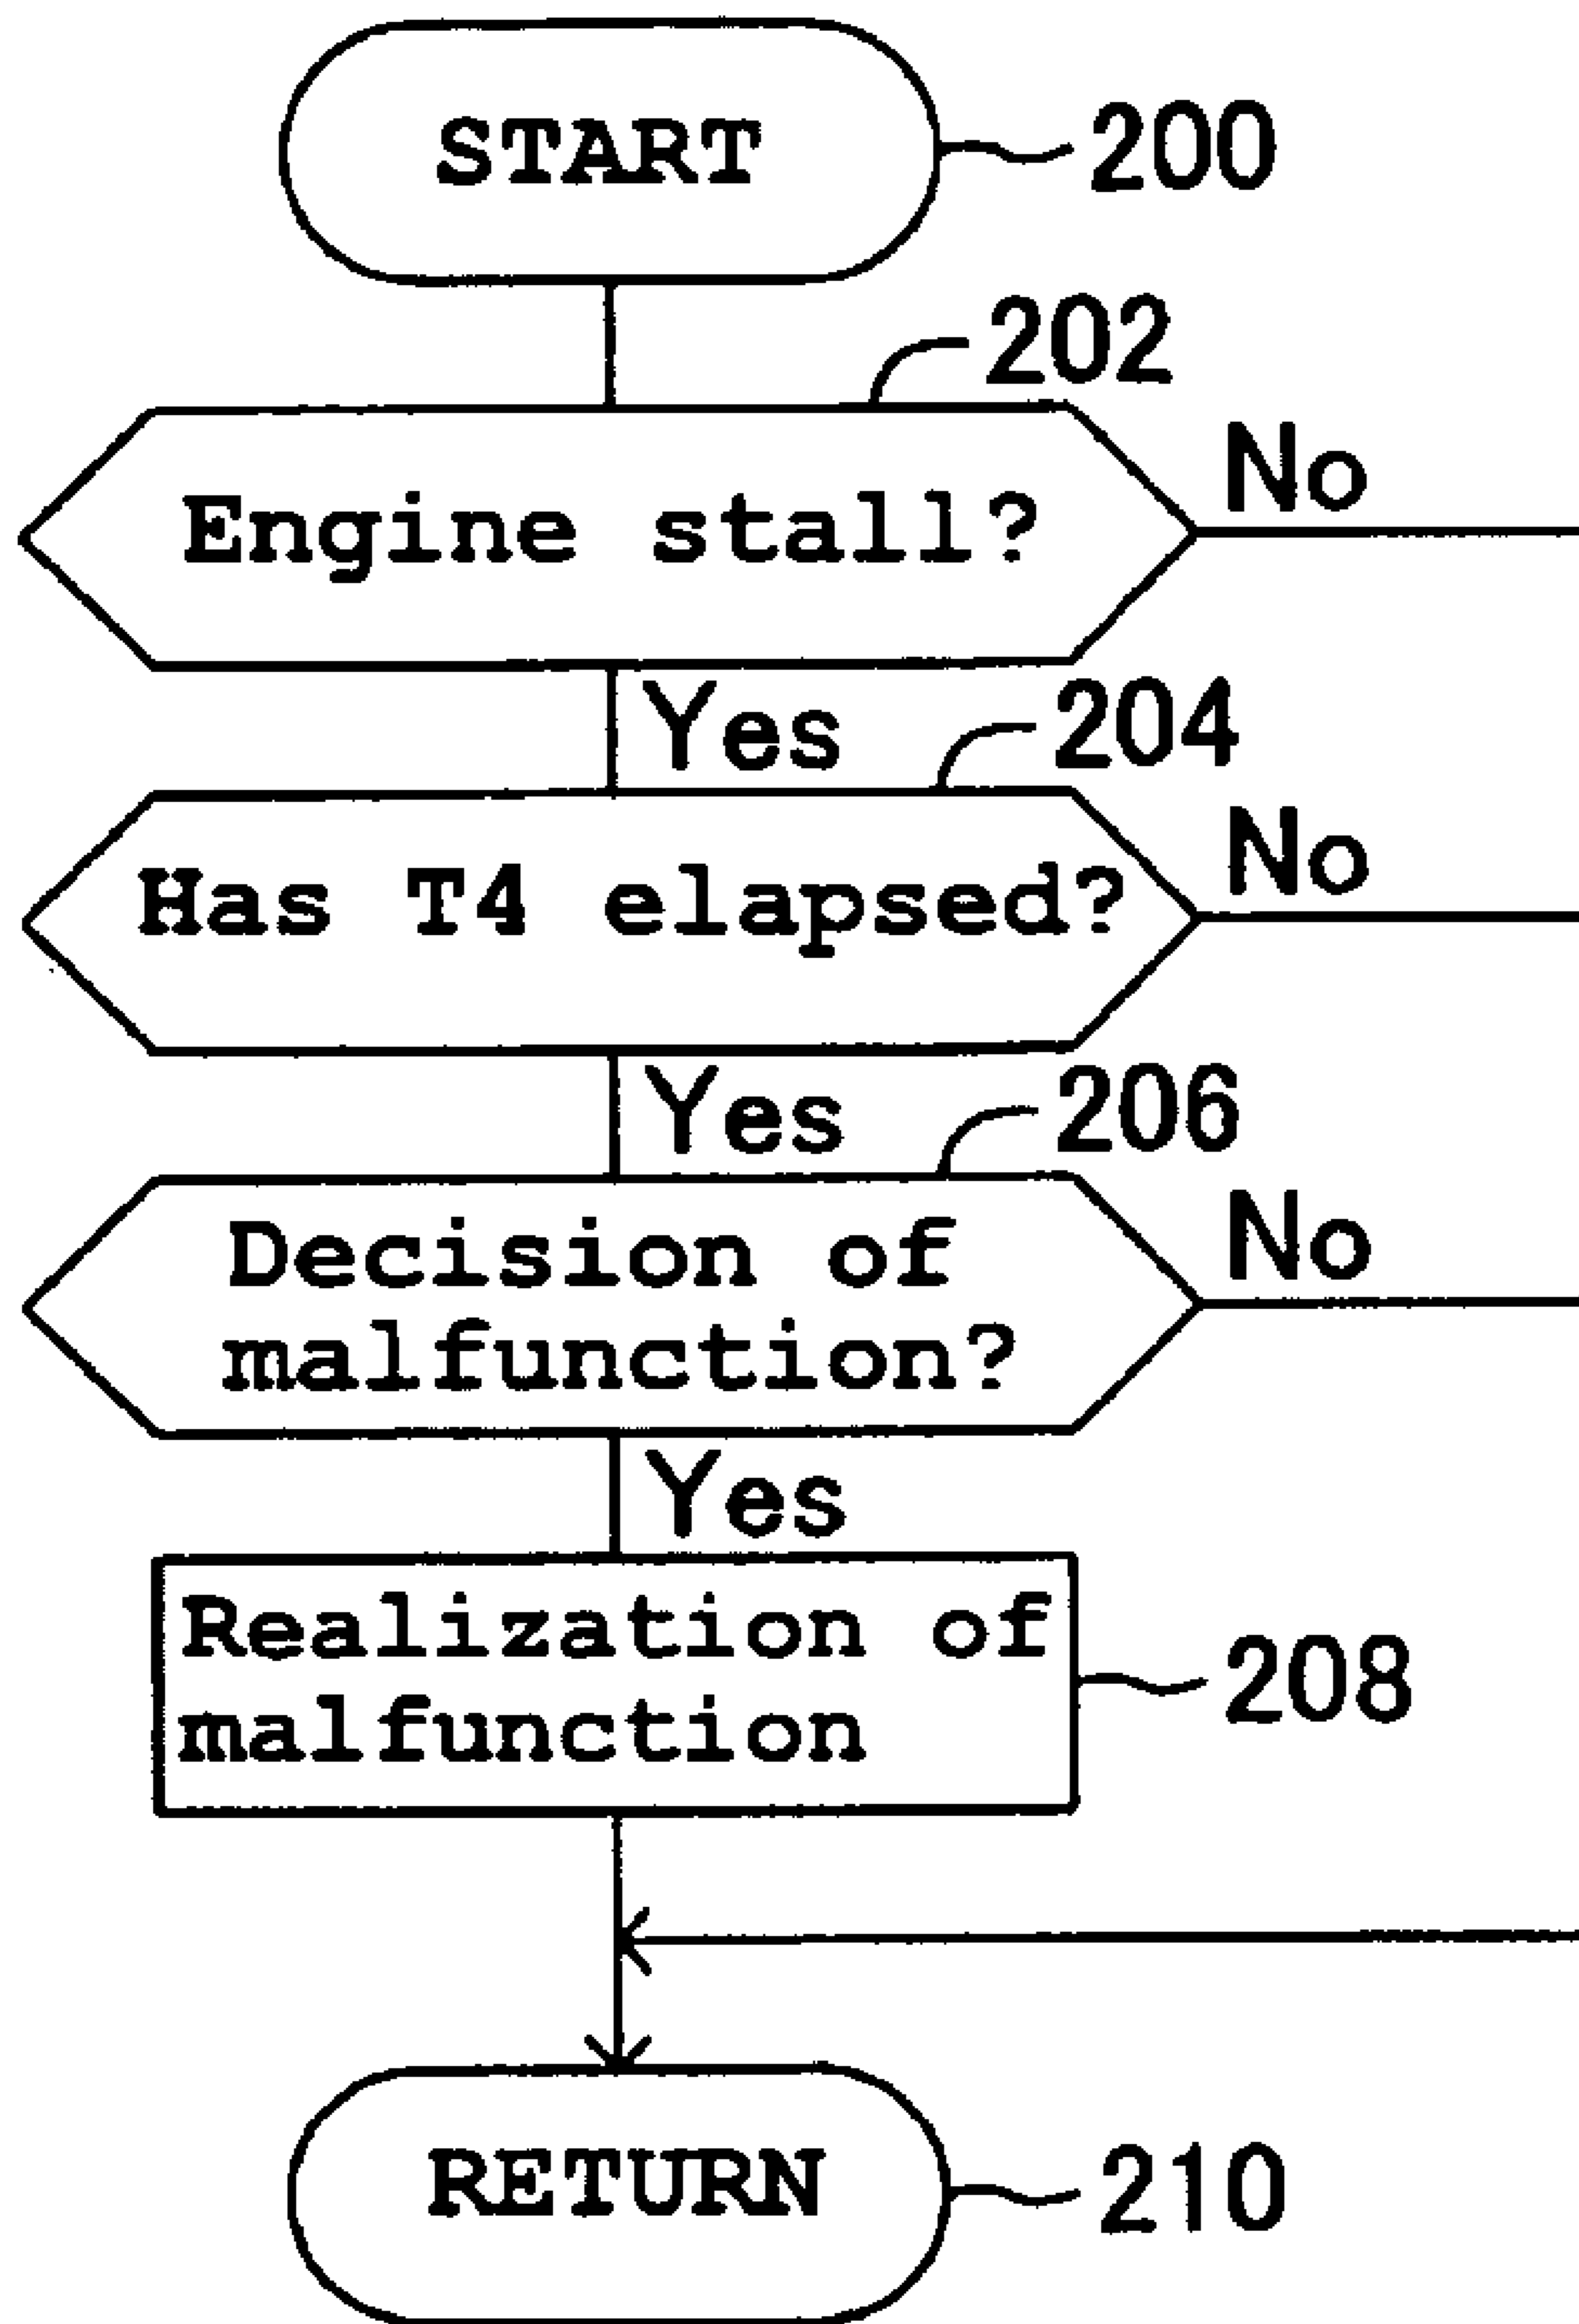 START
200
202
Engine stall?
No
Yes
204
Has T4 elapsed?
No
Yes
206
Decision of
malfunction?
No
Yes
Realization of
malfunction
208
RETURN
210